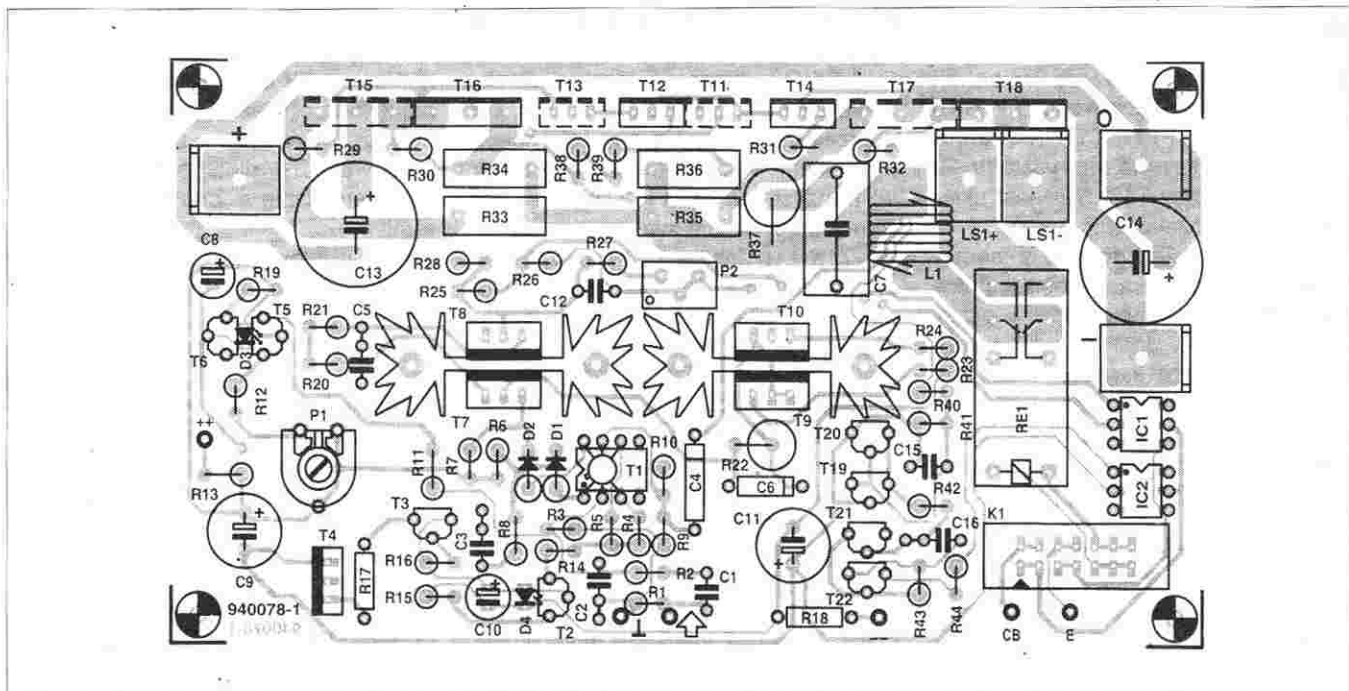 T15 T16 T13 T12 T11 T14 T17 T18
+ R29 R30 R34 R38 R39 R36 R31 R32 0
R33 R35 R37 LS1+ LS1- C14
C8 R19 C13 R28 R26 R27 P2 C7 L1 +
R25 C12
T5 R21 C5 T8 T10 R24
T6 D3 R20 R23 -
R12 T7 R6 D2 D1 T9 R40
++ P1 R11 R7 T1 R10 C4 R22 T20 R41 RE1 IC1
R13 C6 T19 C15 R42 IC2
T3 R3 R5 R4 C11 T21 C16 K1
C9 T4 C3 R8 R9
R17 R16 R14 R2 C1 T22
940078-1 R15 C10 D4 T2 C2 R1 R18 R43 R44 CB E